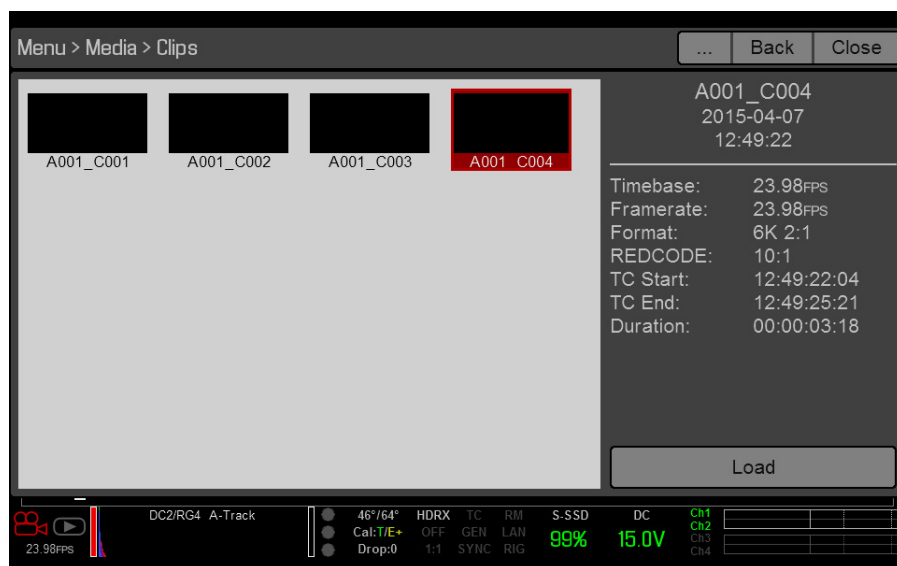 Menu > Media > Clips
... Back Close
A001_C001 A001_C002 A001_C003 A001_C004
A001_C004
2015-04-07
12:49:22
Timebase: 23.98FPS
Framerate: 23.98FPS
Format: 6K 2:1
REDCODE: 10:1
TC Start: 12:49:22:04
TC End: 12:49:25:21
Duration: 00:00:03:18
Load
DC2/RG4 A-Track 46°/64° HDRX TC RM S-SSD DC Ch1
Cal:T/E+ OFF GEN LAN 99% 15.0V Ch2
23.98FPS Drop:0 1:1 SYNC RIG Ch3
Ch4